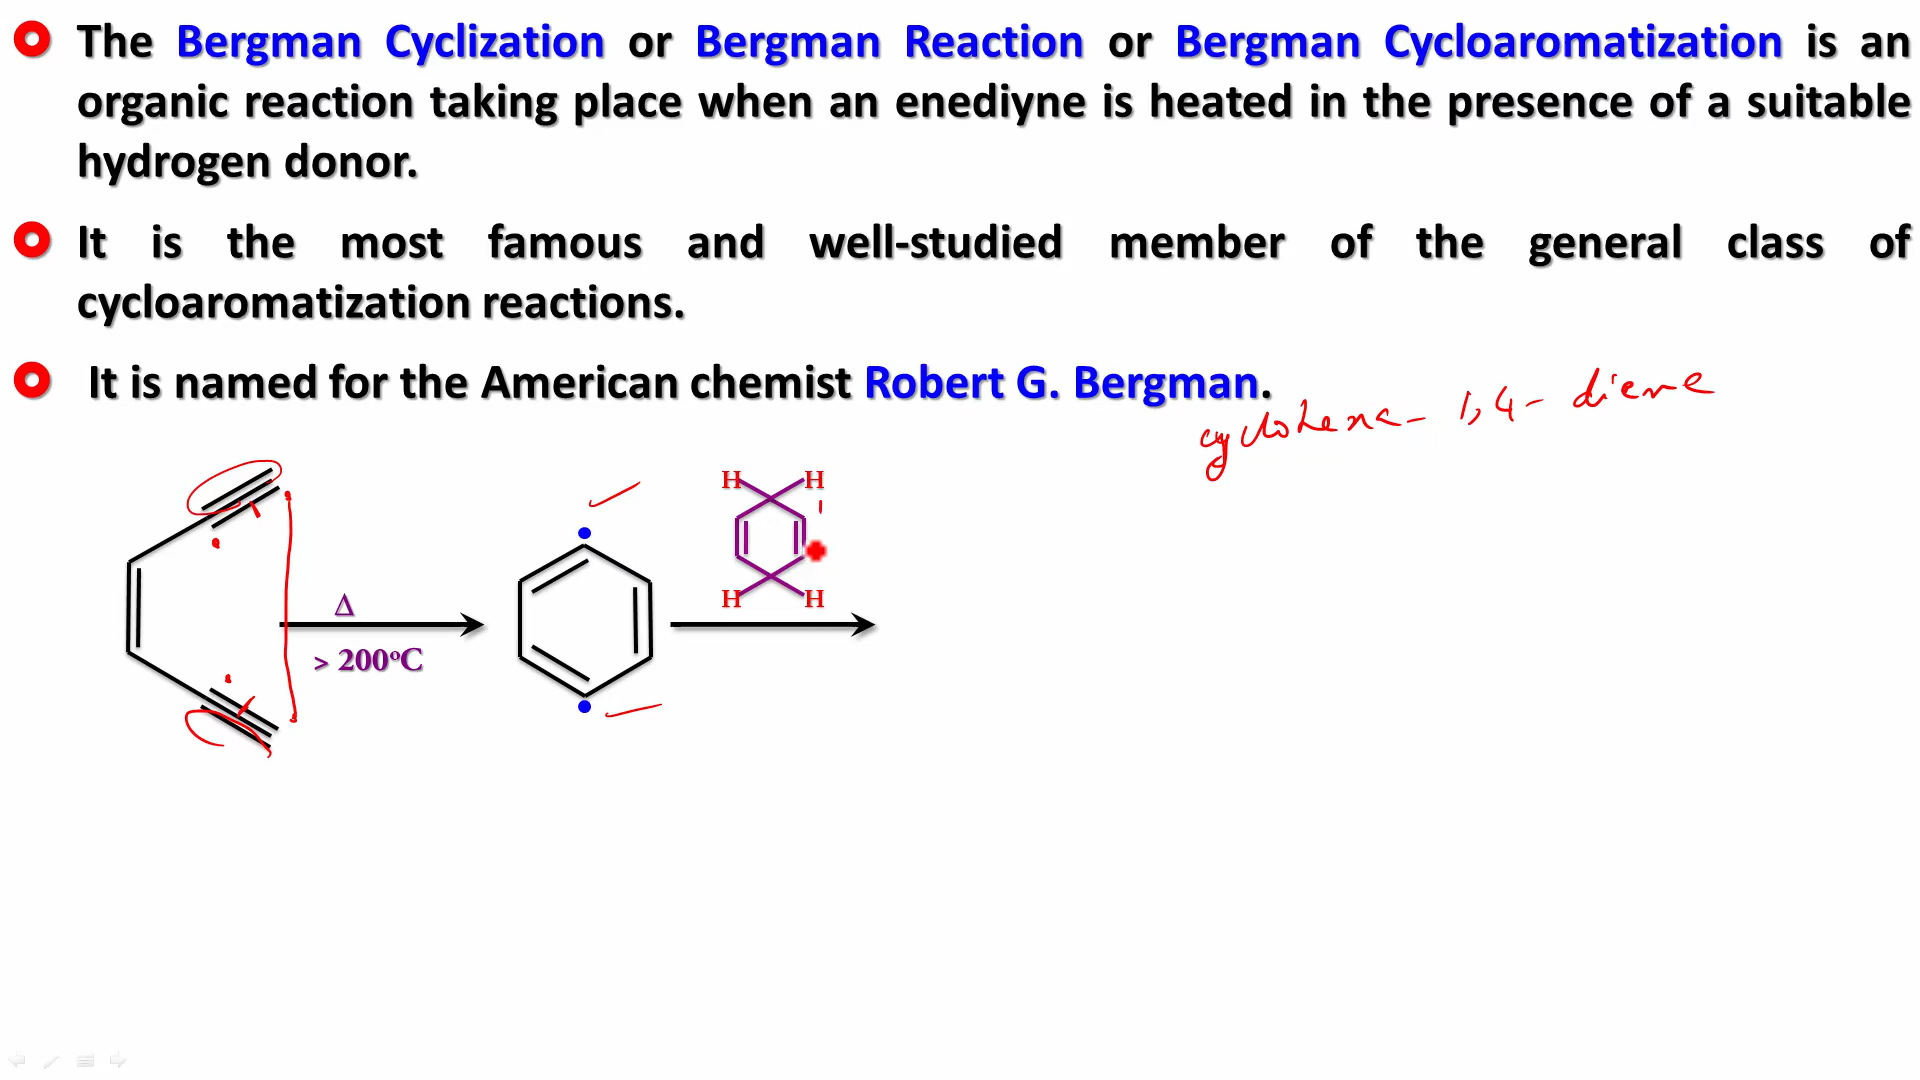 The Bergman Cyclization or Bergman Reaction or Bergman Cycloaromatization is an
organic reaction taking place when an enediyne is heated in the presence of a suitable
hydrogen donor.
It is the most famous and well-studied member of the general class of
cycloaromatization reactions.
It is named for the American chemist Robert G. Bergman.
cyclohexa-1,4-diene
H H
Δ
> 200°C
H H